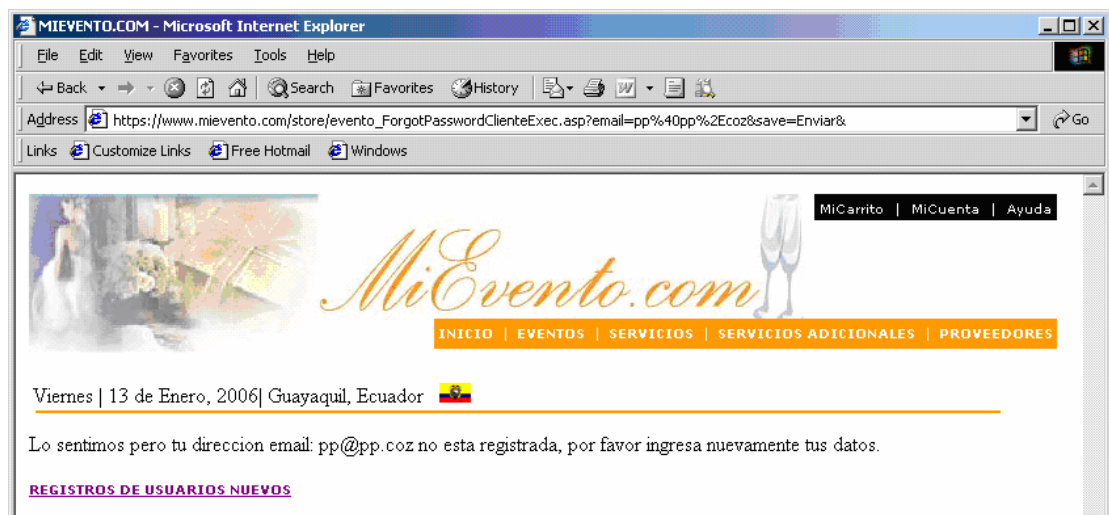 MIEVENTO.COM - Microsoft Internet Explorer
File Edit View Favorites Tools Help
Back Search Favorites History
Address https://www.mievento.com/store/evento_ForgotPasswordClienteExec.asp?email=pp%40pp%2Ecoz&save=Enviar& Go
Links Customize Links Free Hotmail Windows
MiCarrito | MiCuenta | Ayuda
MiEvento.com
INICIO | EVENTOS | SERVICIOS | SERVICIOS ADICIONALES | PROVEEDORES
Viernes | 13 de Enero, 2006| Guayaquil, Ecuador
Lo sentimos pero tu direccion email: pp@pp.coz no esta registrada, por favor ingresa nuevamente tus datos.
REGISTROS DE USUARIOS NUEVOS